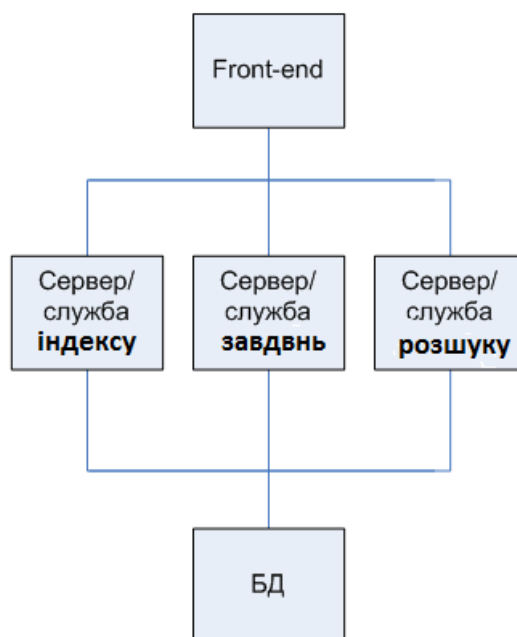 Front-end
Сервер/
служба
індексу
Сервер/
служба
завдвнь
Сервер/
служба
розшуку
БД